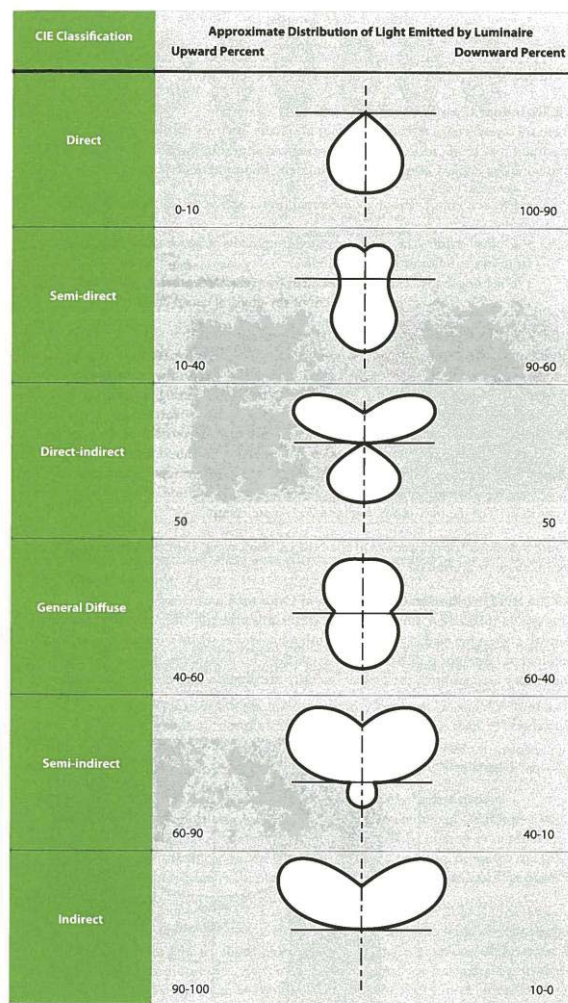 CIE Classification
Approximate Distribution of Light Emitted by Luminaire
Upward Percent
Downward Percent
Direct
0-10
100-90
Semi-direct
10-40
90-60
Direct-indirect
50
50
General Diffuse
40-60
60-40
Semi-indirect
60-90
40-10
Indirect
90-100
10-0